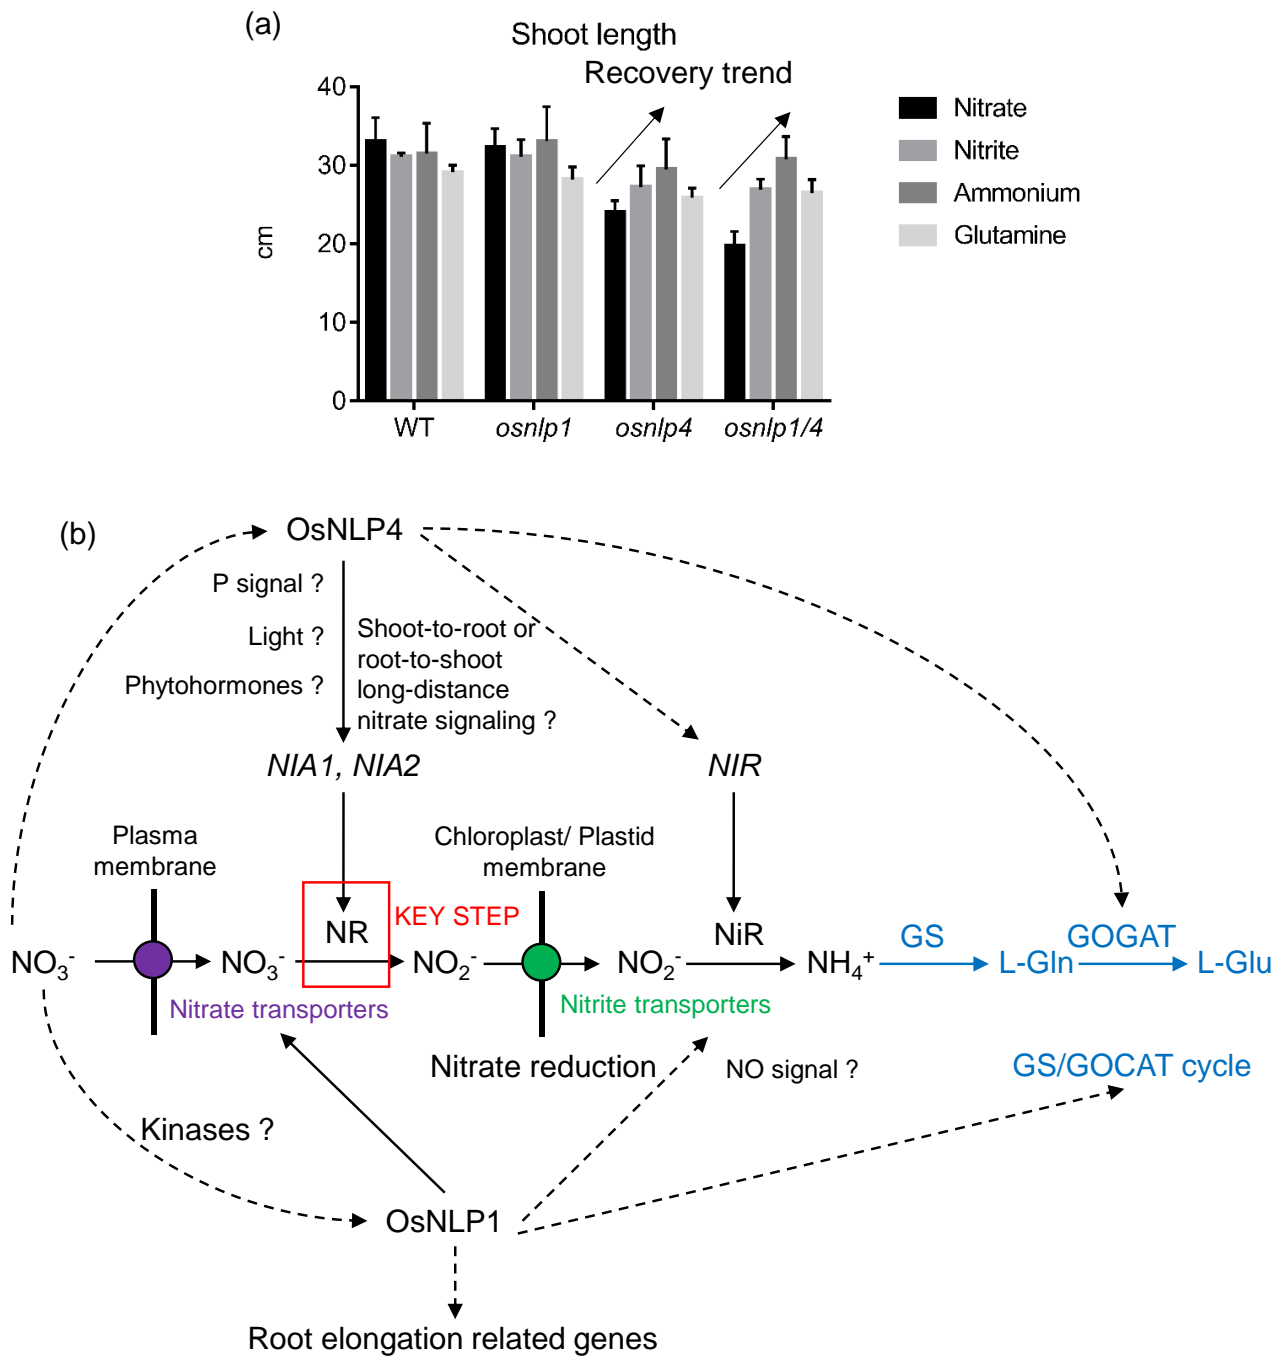 (a)
Shoot length
Recovery trend
40
30
20
10
0
cm
WT
osnlp1
osnlp4
osnlp1/4
Nitrate
Nitrite
Ammonium
Glutamine
(b)
OsNLP4
P signal ?
Light ?
Phytohormones ?
Shoot-to-root or
root-to-shoot
long-distance
nitrate signaling ?
NIA1, NIA2
NIR
Plasma
membrane
Chloroplast/ Plastid
membrane
NR
KEY STEP
NiR
GS
GOGAT
NO₃⁻
NO₃⁻
NO₂⁻
NO₂⁻
NH₄⁺
L-Gln
L-Glu
Nitrate transporters
Nitrite transporters
Nitrate reduction
NO signal ?
GS/GOCAT cycle
Kinases ?
OsNLP1
Root elongation related genes